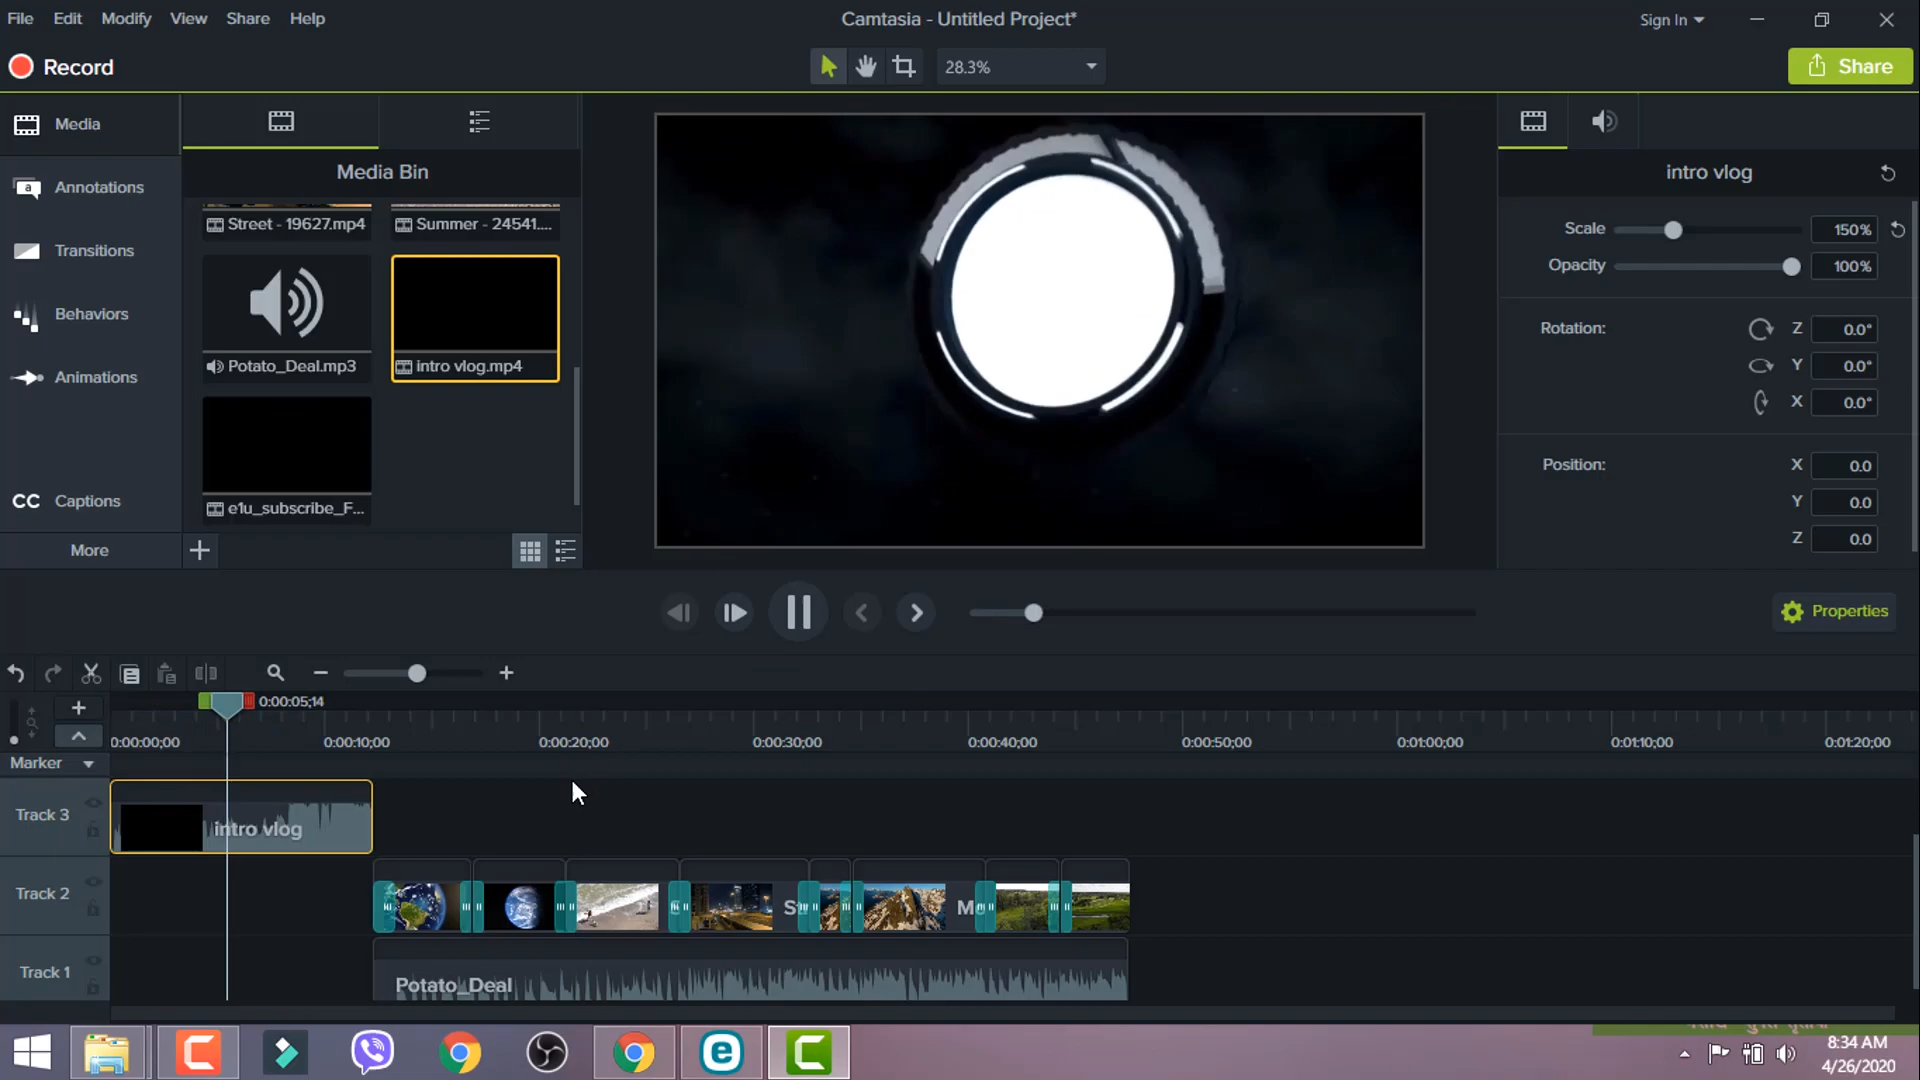 File Edit Modify View Share Help
Camtasia - Untitled Project*
Sign In
Record
28.3%
Share
Media
Annotations
Transitions
Behaviors
Animations
CC Captions
More
Media Bin
Street - 19627.mp4
Summer - 24541....
Potato_Deal.mp3
intro vlog.mp4
e1u_subscribe_F...
intro vlog
Scale 150%
Opacity 100%
Rotation: Z 0.0°
Y 0.0°
X 0.0°
Position: X 0.0
Y 0.0
Z 0.0
Properties
0:00:05;14
0:00:00;00 0:00:10;00 0:00:20;00 0:00:30;00 0:00:40;00 0:00:50;00 0:01:00;00 0:01:10;00 0:01:20;00
Marker
Track 3
intro vlog
Track 2
Track 1
Potato_Deal
8:34 AM
4/26/2020